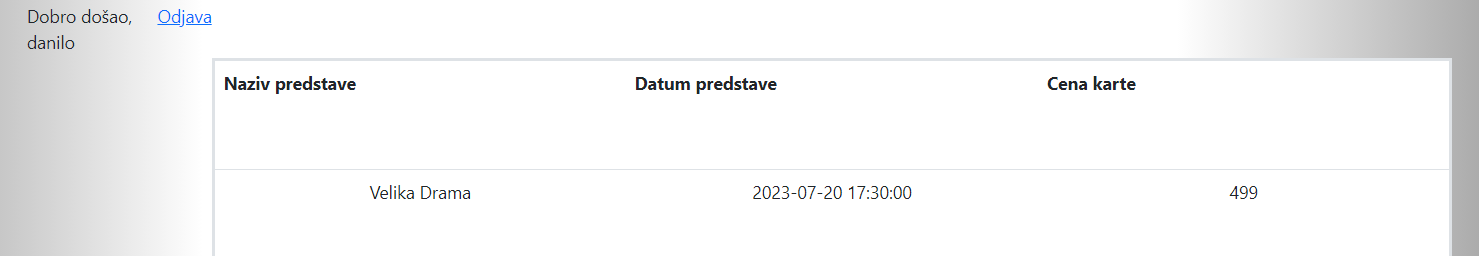 Dobro došao, Odjava
danilo
Naziv predstave Datum predstave Cena karte
Velika Drama 2023-07-20 17:30:00 499